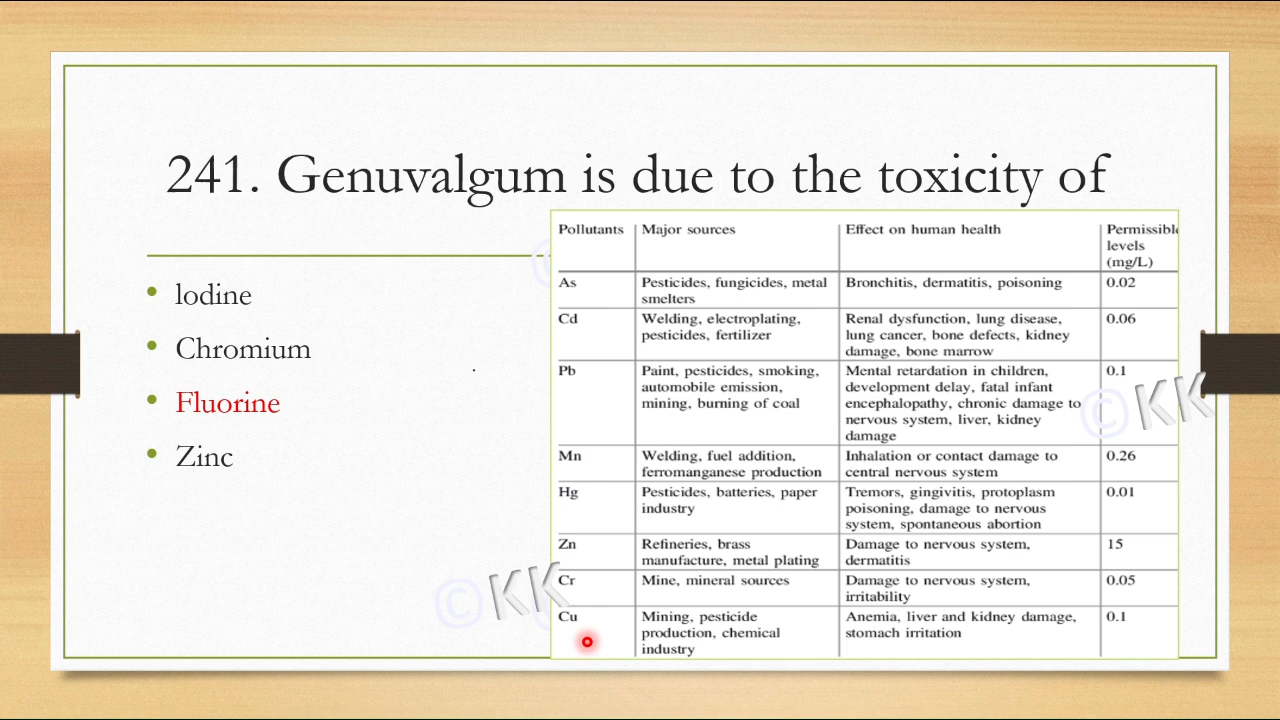 241. Genuvalgum is due to the toxicity of
lodine
Chromium
Fluorine
Zinc
Pollutants Major sources Effect on human health Permissible
levels
(mg/L)
As Pesticides, fungicides, metal Bronchitis, dermatitis, poisoning 0.02
smelters
Cd Welding, electroplating, Renal dysfunction, lung disease, 0.06
pesticides, fertilizer lung cancer, bone defects, kidney
damage, bone marrow
Pb Paint, pesticides, smoking, Mental retardation in children, 0.1
automobile emission, development delay, fatal infant
mining, burning of coal encephalopathy, chronic damage to
nervous system, liver, kidney
damage
Mn Welding, fuel addition, Inhalation or contact damage to 0.26
ferromanganese production central nervous system
Hg Pesticides, batteries, paper Tremors, gingivitis, protoplasm 0.01
industry poisoning, damage to nervous
system, spontaneous abortion
Zn Refineries, brass Damage to nervous system, 15
manufacture, metal plating dermatitis
Cr Mine, mineral sources Damage to nervous system, 0.05
irritability
Cu Mining, pesticide Anemia, liver and kidney damage, 0.1
production, chemical stomach irritation
industry
©KK
©KK